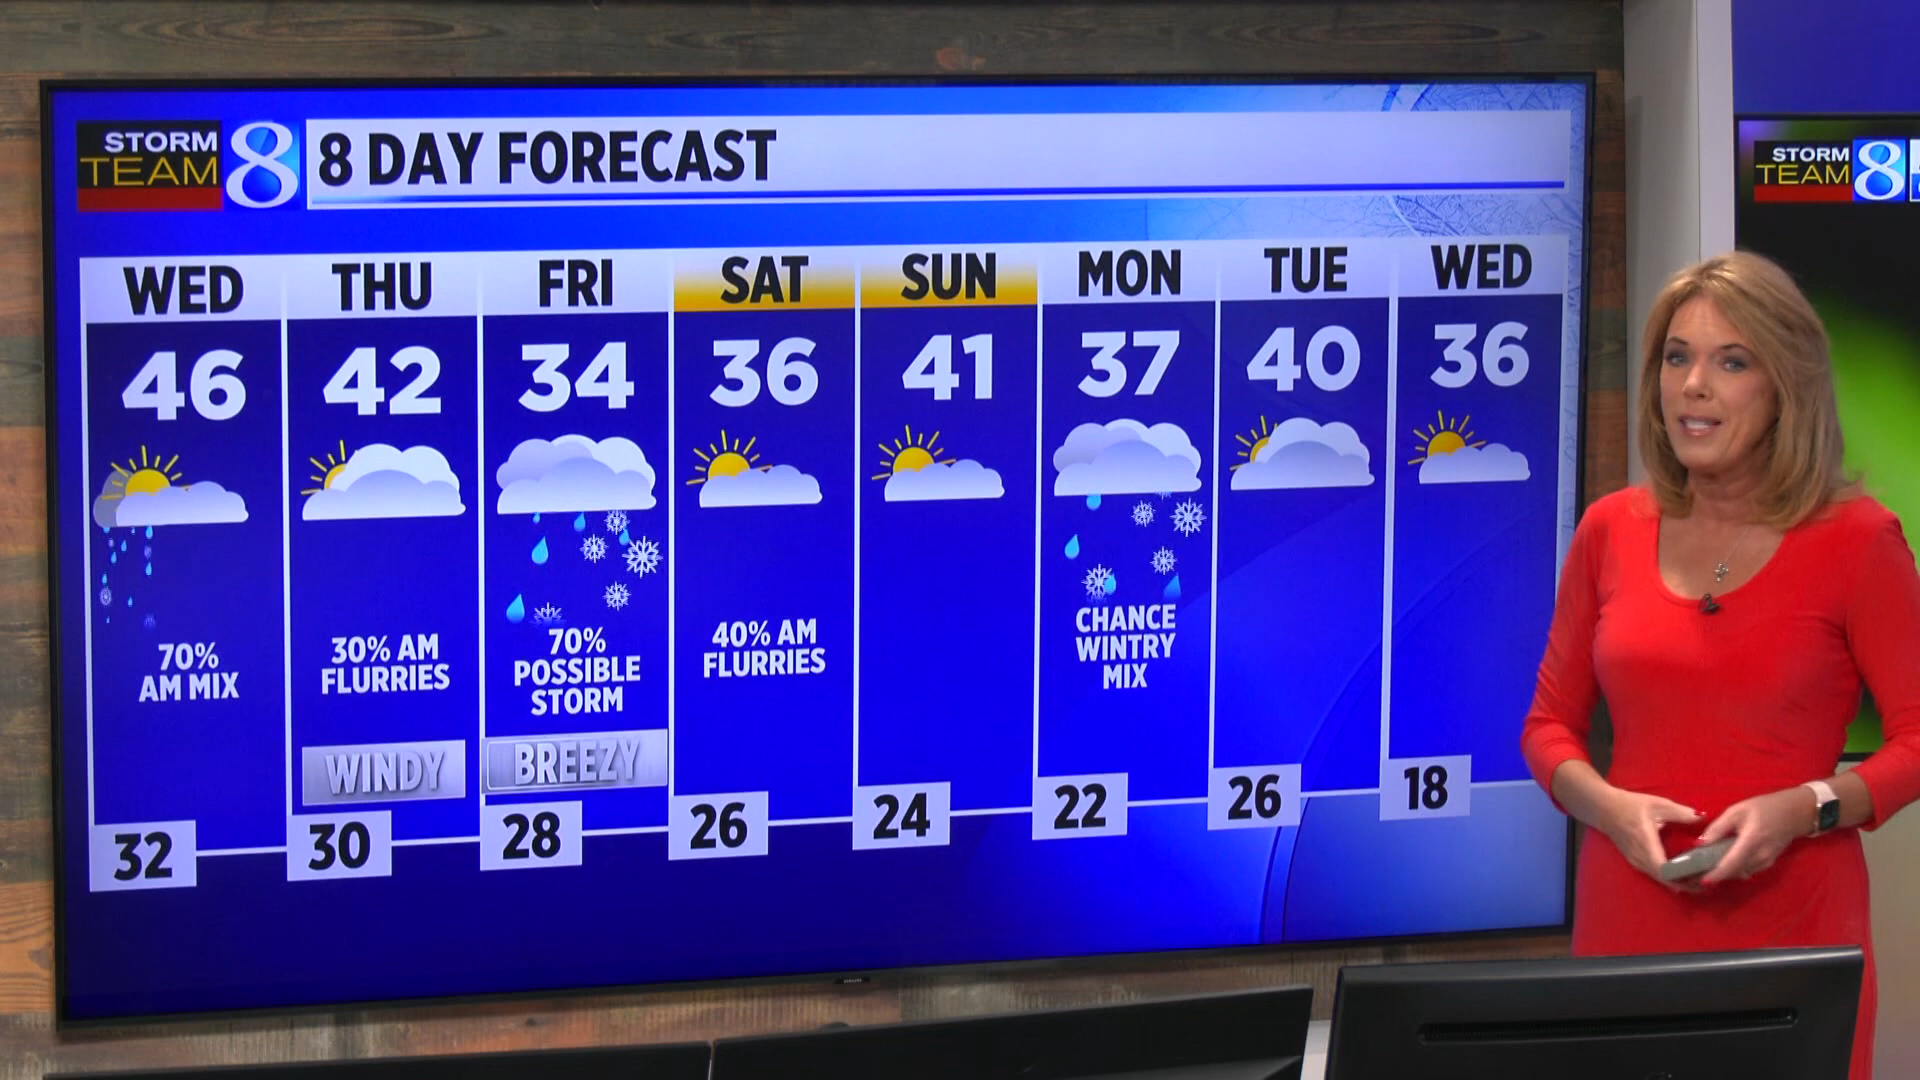 STORM
TEAM
8
8 DAY FORECAST
WED
THU
FRI
SAT
SUN
MON
TUE
WED
46
42
34
36
41
37
40
36
70%
AM MIX
30% AM
FLURRIES
70%
POSSIBLE
STORM
40% AM
FLURRIES
CHANCE
WINTRY
MIX
WINDY
BREEZY
32
30
28
26
24
22
26
18
SAMSUNG
STORM
TEAM
8